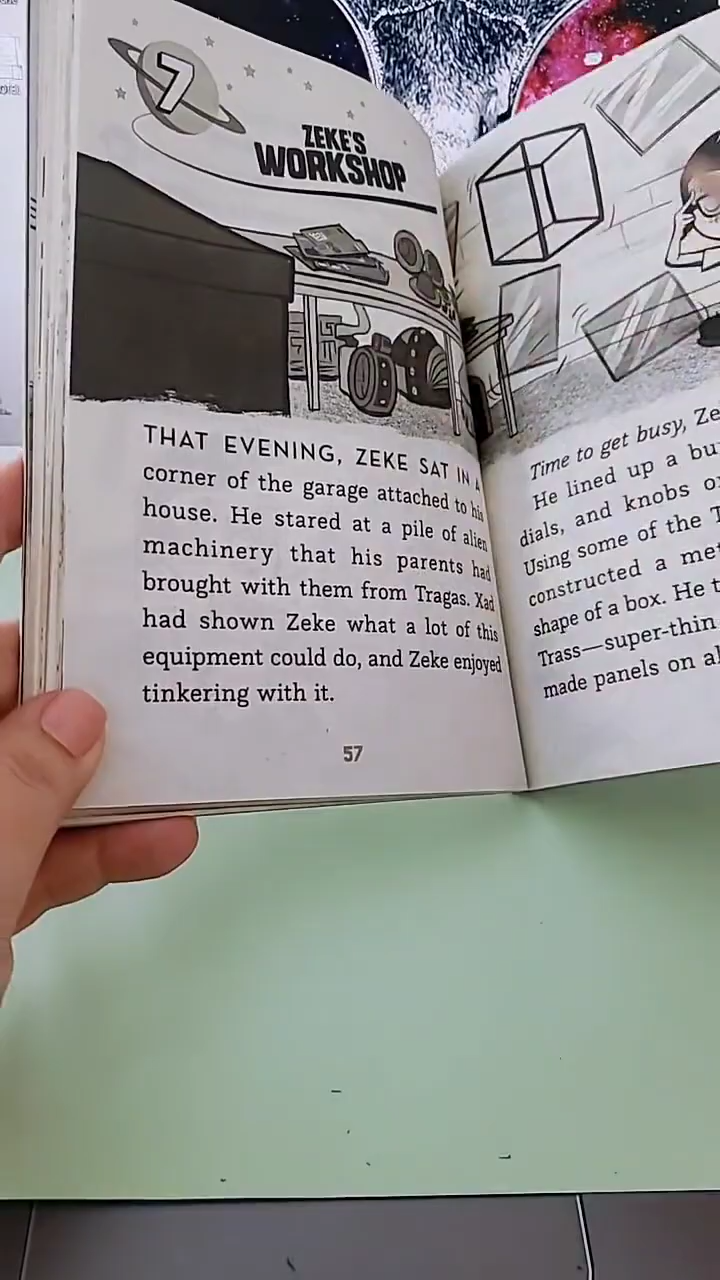 7
ZEKE'S
WORKSHOP
THAT EVENING, ZEKE SAT IN A
corner of the garage attached to his
house. He stared at a pile of alien
machinery that his parents had
brought with them from Tragas. Xad
had shown Zeke what a lot of this
equipment could do, and Zeke enjoyed
tinkering with it.
57
Time to get busy, Ze
He lined up a bu
dials, and knobs o
Using some of the T
constructed a met
shape of a box. He t
Trass—super-thin
made panels on al